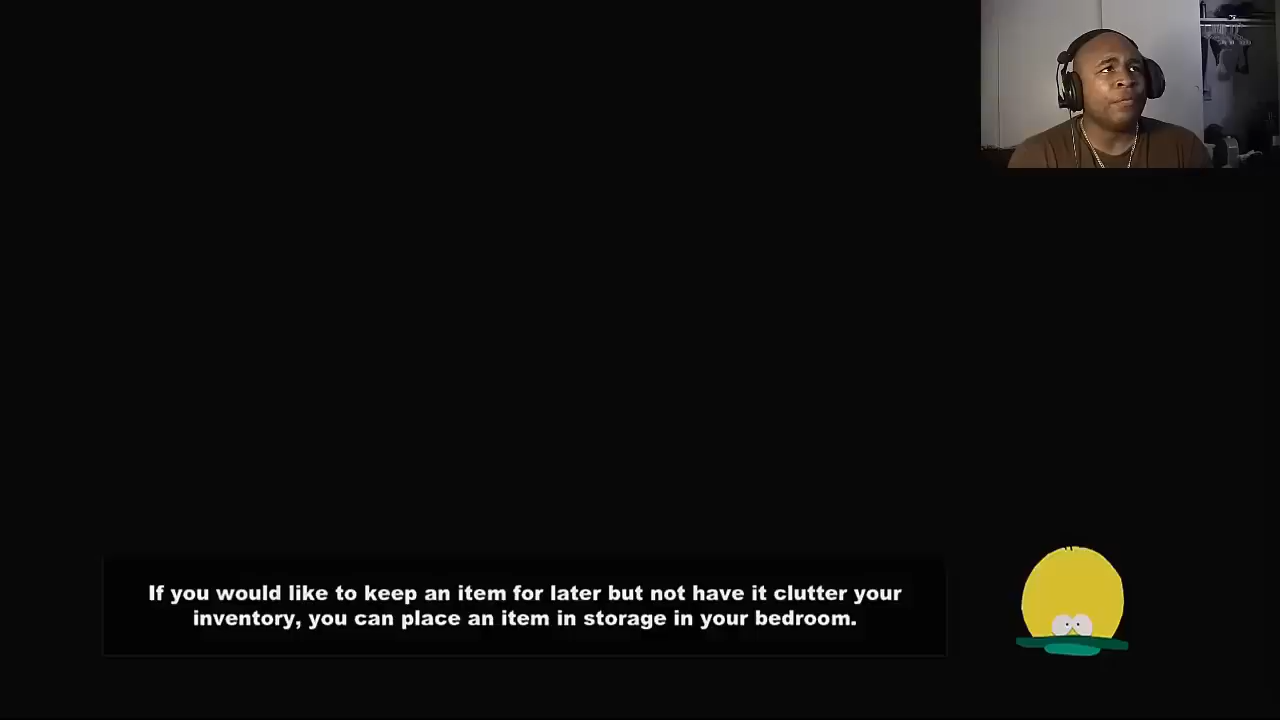 If you would like to keep an item for later but not have it clutter your
inventory, you can place an item in storage in your bedroom.